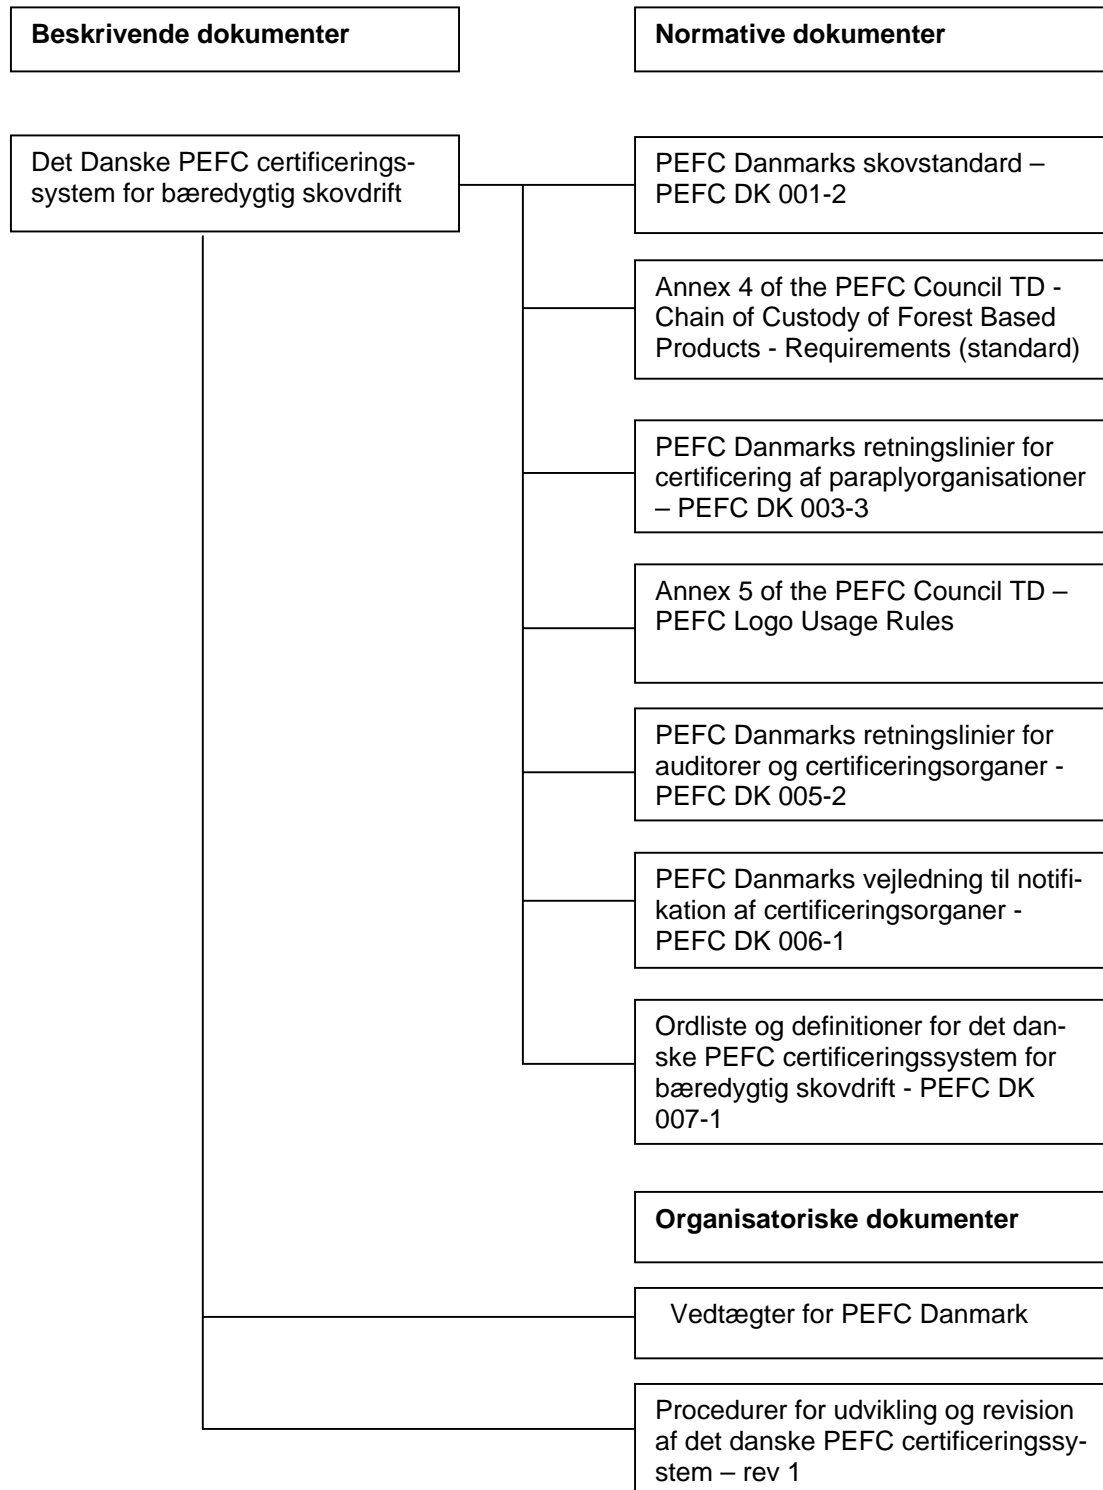 Beskrivende dokumenter
Normative dokumenter
Det Danske PEFC certificerings-
system for bæredygtig skovdrift
PEFC Danmarks skovstandard –
PEFC DK 001-2
Annex 4 of the PEFC Council TD -
Chain of Custody of Forest Based
Products - Requirements (standard)
PEFC Danmarks retningslinier for
certificering af paraplyorganisationer
– PEFC DK 003-3
Annex 5 of the PEFC Council TD –
PEFC Logo Usage Rules
PEFC Danmarks retningslinier for
auditorer og certificeringsorganer -
PEFC DK 005-2
PEFC Danmarks vejledning til notifi-
kation af certificeringsorganer -
PEFC DK 006-1
Ordliste og definitioner for det dan-
ske PEFC certificeringssystem for
bæredygtig skovdrift - PEFC DK
007-1
Organisatoriske dokumenter
Vedtægter for PEFC Danmark
Procedurer for udvikling og revision
af det danske PEFC certificeringssy-
stem – rev 1